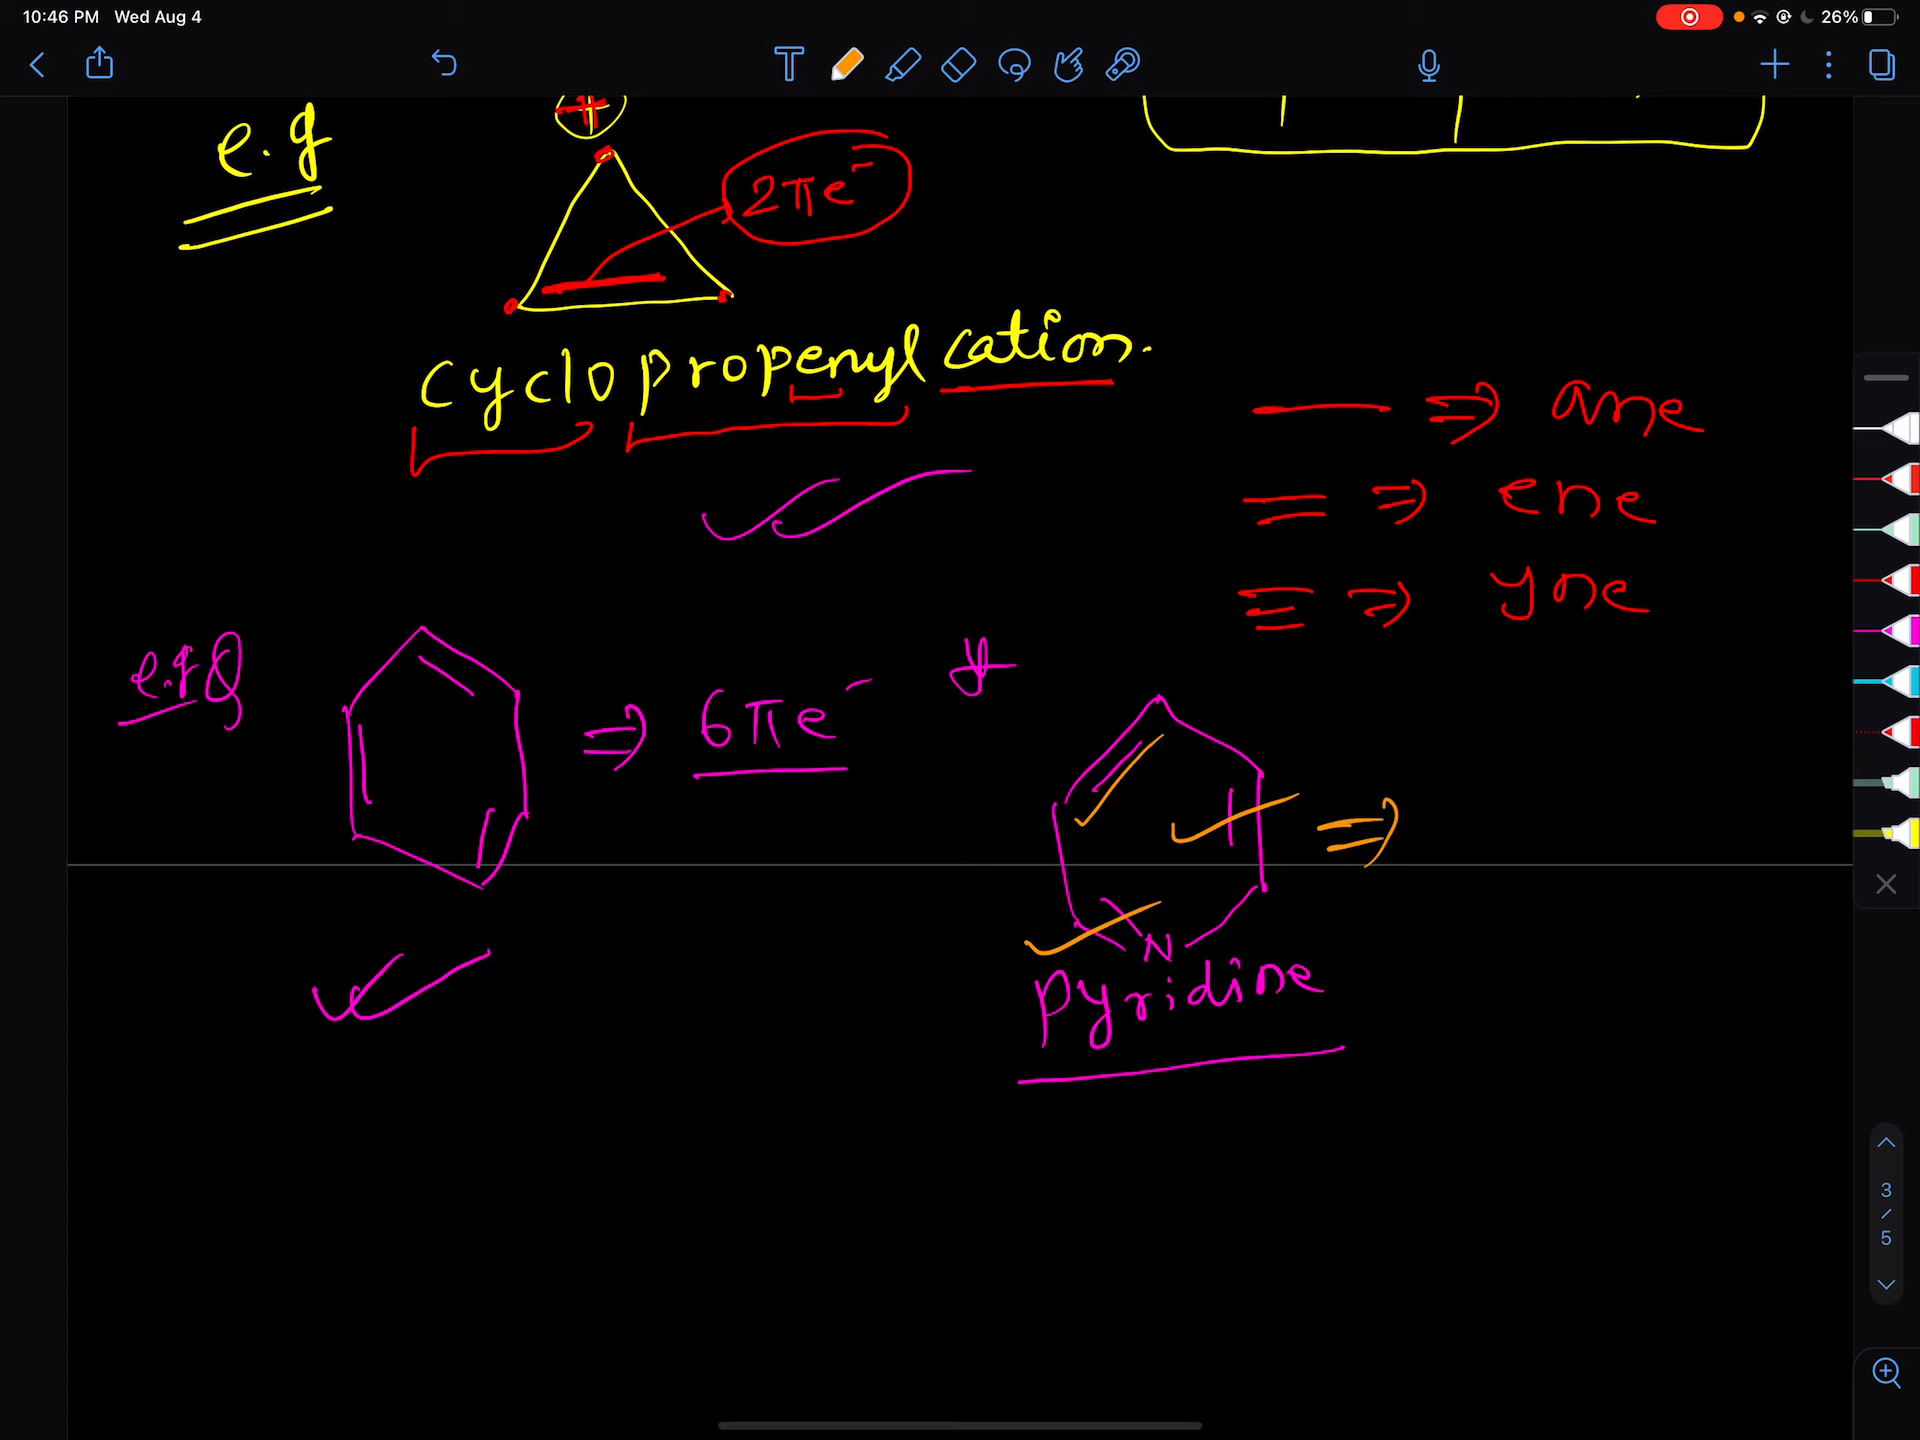 10:46 PM Wed Aug 4
26%
T
e.g
+
2πe⁻
cyclopropenyl cation.
— ⇒ ane
= ⇒ ene
≡ ⇒ yne
e.g
⇒ 6πe⁻
⇒
N
Pyridine
3
/
5